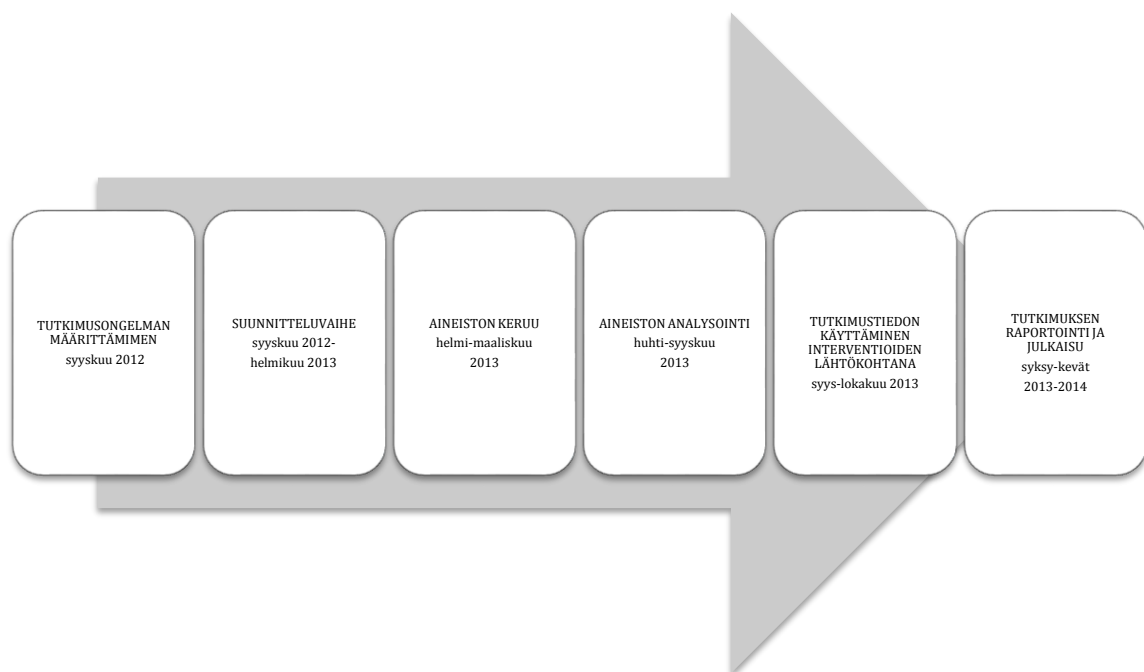 TUTKIMUSONGELMAN
MÄÄRITTÄMIMEN
syyskuu 2012
SUUNNITTELUVAIHE
syyskuu 2012-
helmikuu 2013
AINEISTON KERUU
helmi-maaliskuu
2013
AINEISTON ANALYSOINTI
huhti-syyskuu
2013
TUTKIMUSTIEDON
KÄYTTÄMINEN
INTERVENTIOIDEN
LÄHTÖKOHTANA
syys-lokakuu 2013
TUTKIMUKSEN
RAPORTOINTI JA
JULKAISU
syksy-kevät
2013-2014